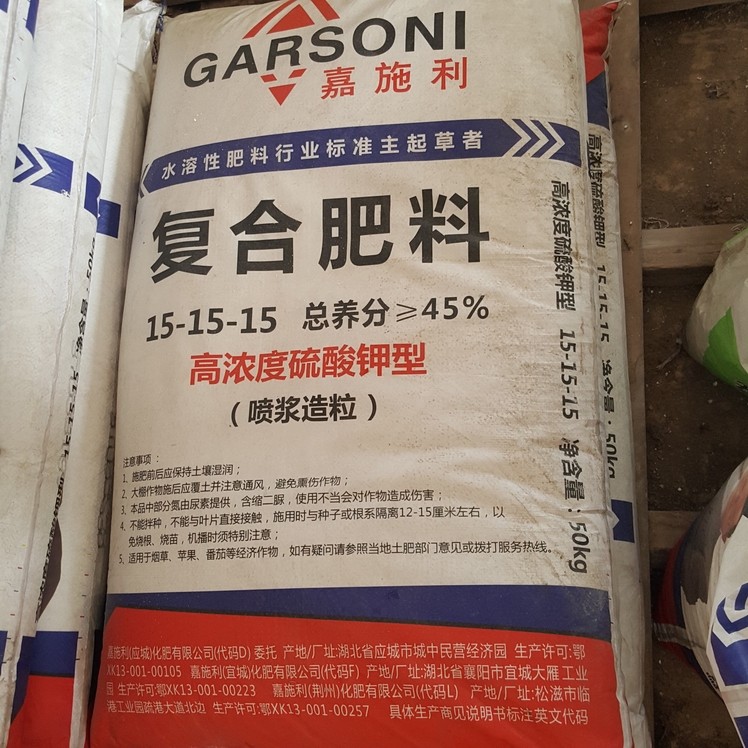 GARSONI
嘉施利
水溶性肥料行业标准主起草者
复合肥料
15-15-15 总养分≥45%
高浓度硫酸钾型
（喷浆造粒）
注意事项：
1、施肥前后应保持土壤湿润；
2、大棚作物施后应覆土并注意通风，避免熏伤作物；
3、本品中部分氮由尿素提供，含缩二脲，使用不当会对作物造成伤害；
4、不能拌种，不能与叶片直接接触，施用时与种子或根系隔离12-15厘米左右，以
免烧根、烧苗，机播时须特别注意；
5、适用于烟草、苹果、番茄等经济作物，如有疑问请参照当地土肥部门意见或拨打服务热线。
嘉施利(应城)化肥有限公司(代码D) 委托 产地/厂址:湖北省应城市城中民营经济园 生产许可:鄂
XK13-001-00105 嘉施利(宜城)化肥有限公司(代码F) 产地/厂址:湖北省襄阳市宜城大雁工业
园 生产许可:鄂XK13-001-00223 嘉施利(荆州)化肥有限公司(代码L) 产地/厂址:松滋市临
港工业园疏港大道北边 生产许可:鄂XK13-001-00257 具体生产商见说明书标注英文代码
高浓度硫酸钾型 15-15-15 净含量：50kg
高浓度硫酸钾型 15-15-15 净含量：50kg